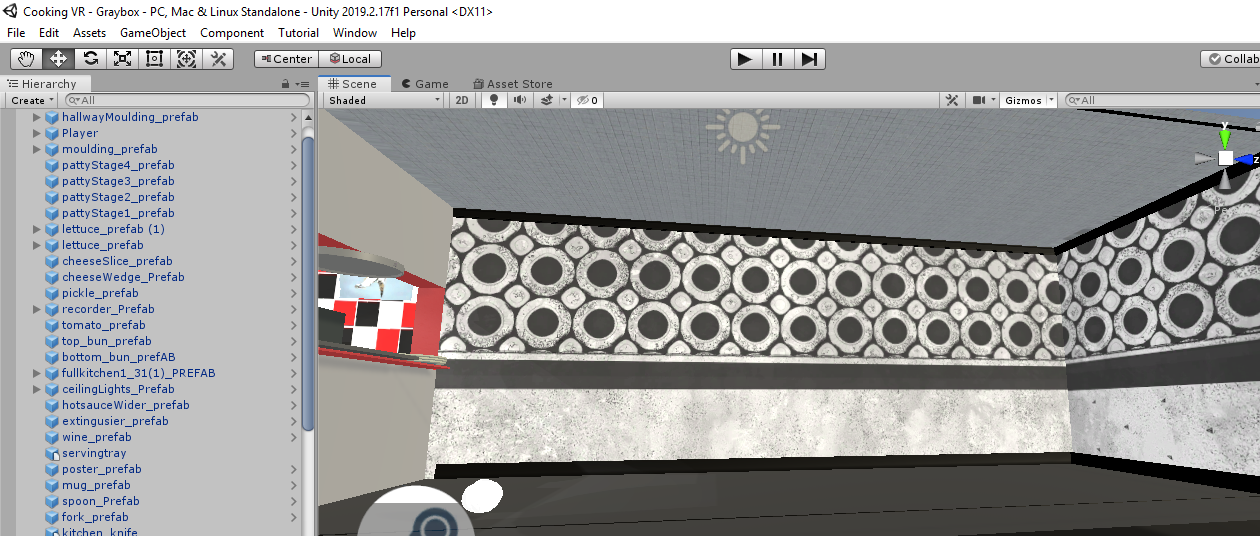 Cooking VR - Graybox - PC, Mac & Linux Standalone - Unity 2019.2.17f1 Personal <DX11>
File Edit Assets GameObject Component Tutorial Window Help
Center Local Collab
Hierarchy Scene Game Asset Store
Create All Shaded 2D 0 Gizmos All
hallwayMoulding_prefab
Player
moulding_prefab
pattyStage4_prefab
pattyStage3_prefab
pattyStage2_prefab
pattyStage1_prefab
lettuce_prefab (1)
lettuce_prefab
cheeseSlice_prefab
cheeseWedge_Prefab
pickle_prefab
recorder_Prefab
tomato_prefab
top_bun_prefab
bottom_bun_prefAB
fullkitchen1_31(1)_PREFAB
ceilingLights_Prefab
hotsauceWider_prefab
extingusier_prefab
wine_prefab
servingtray
poster_prefab
mug_prefab
spoon_Prefab
fork_prefab
kitchen_knife
y
z